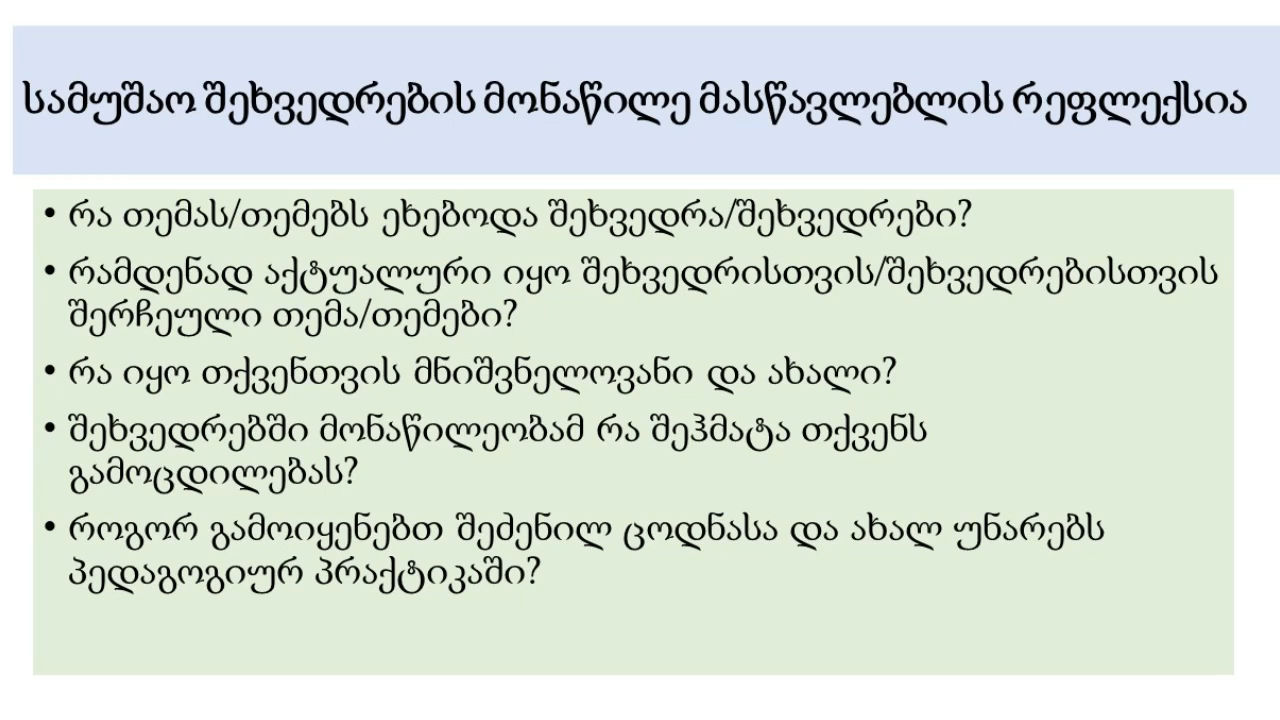 სამუშაო შეხვედრების მონაწილე მასწავლებლის რეფლექსია
• რა თემას/თემებს ეხებოდა შეხვედრა/შეხვედრები?
• რამდენად აქტუალური იყო შეხვედრისთვის/შეხვედრებისთვის
შერჩეული თემა/თემები?
• რა იყო თქვენთვის მნიშვნელოვანი და ახალი?
• შეხვედრებში მონაწილეობამ რა შეჰმატა თქვენს
გამოცდილებას?
• როგორ გამოიყენებთ შეძენილ ცოდნასა და ახალ უნარებს
პედაგოგიურ პრაქტიკაში?